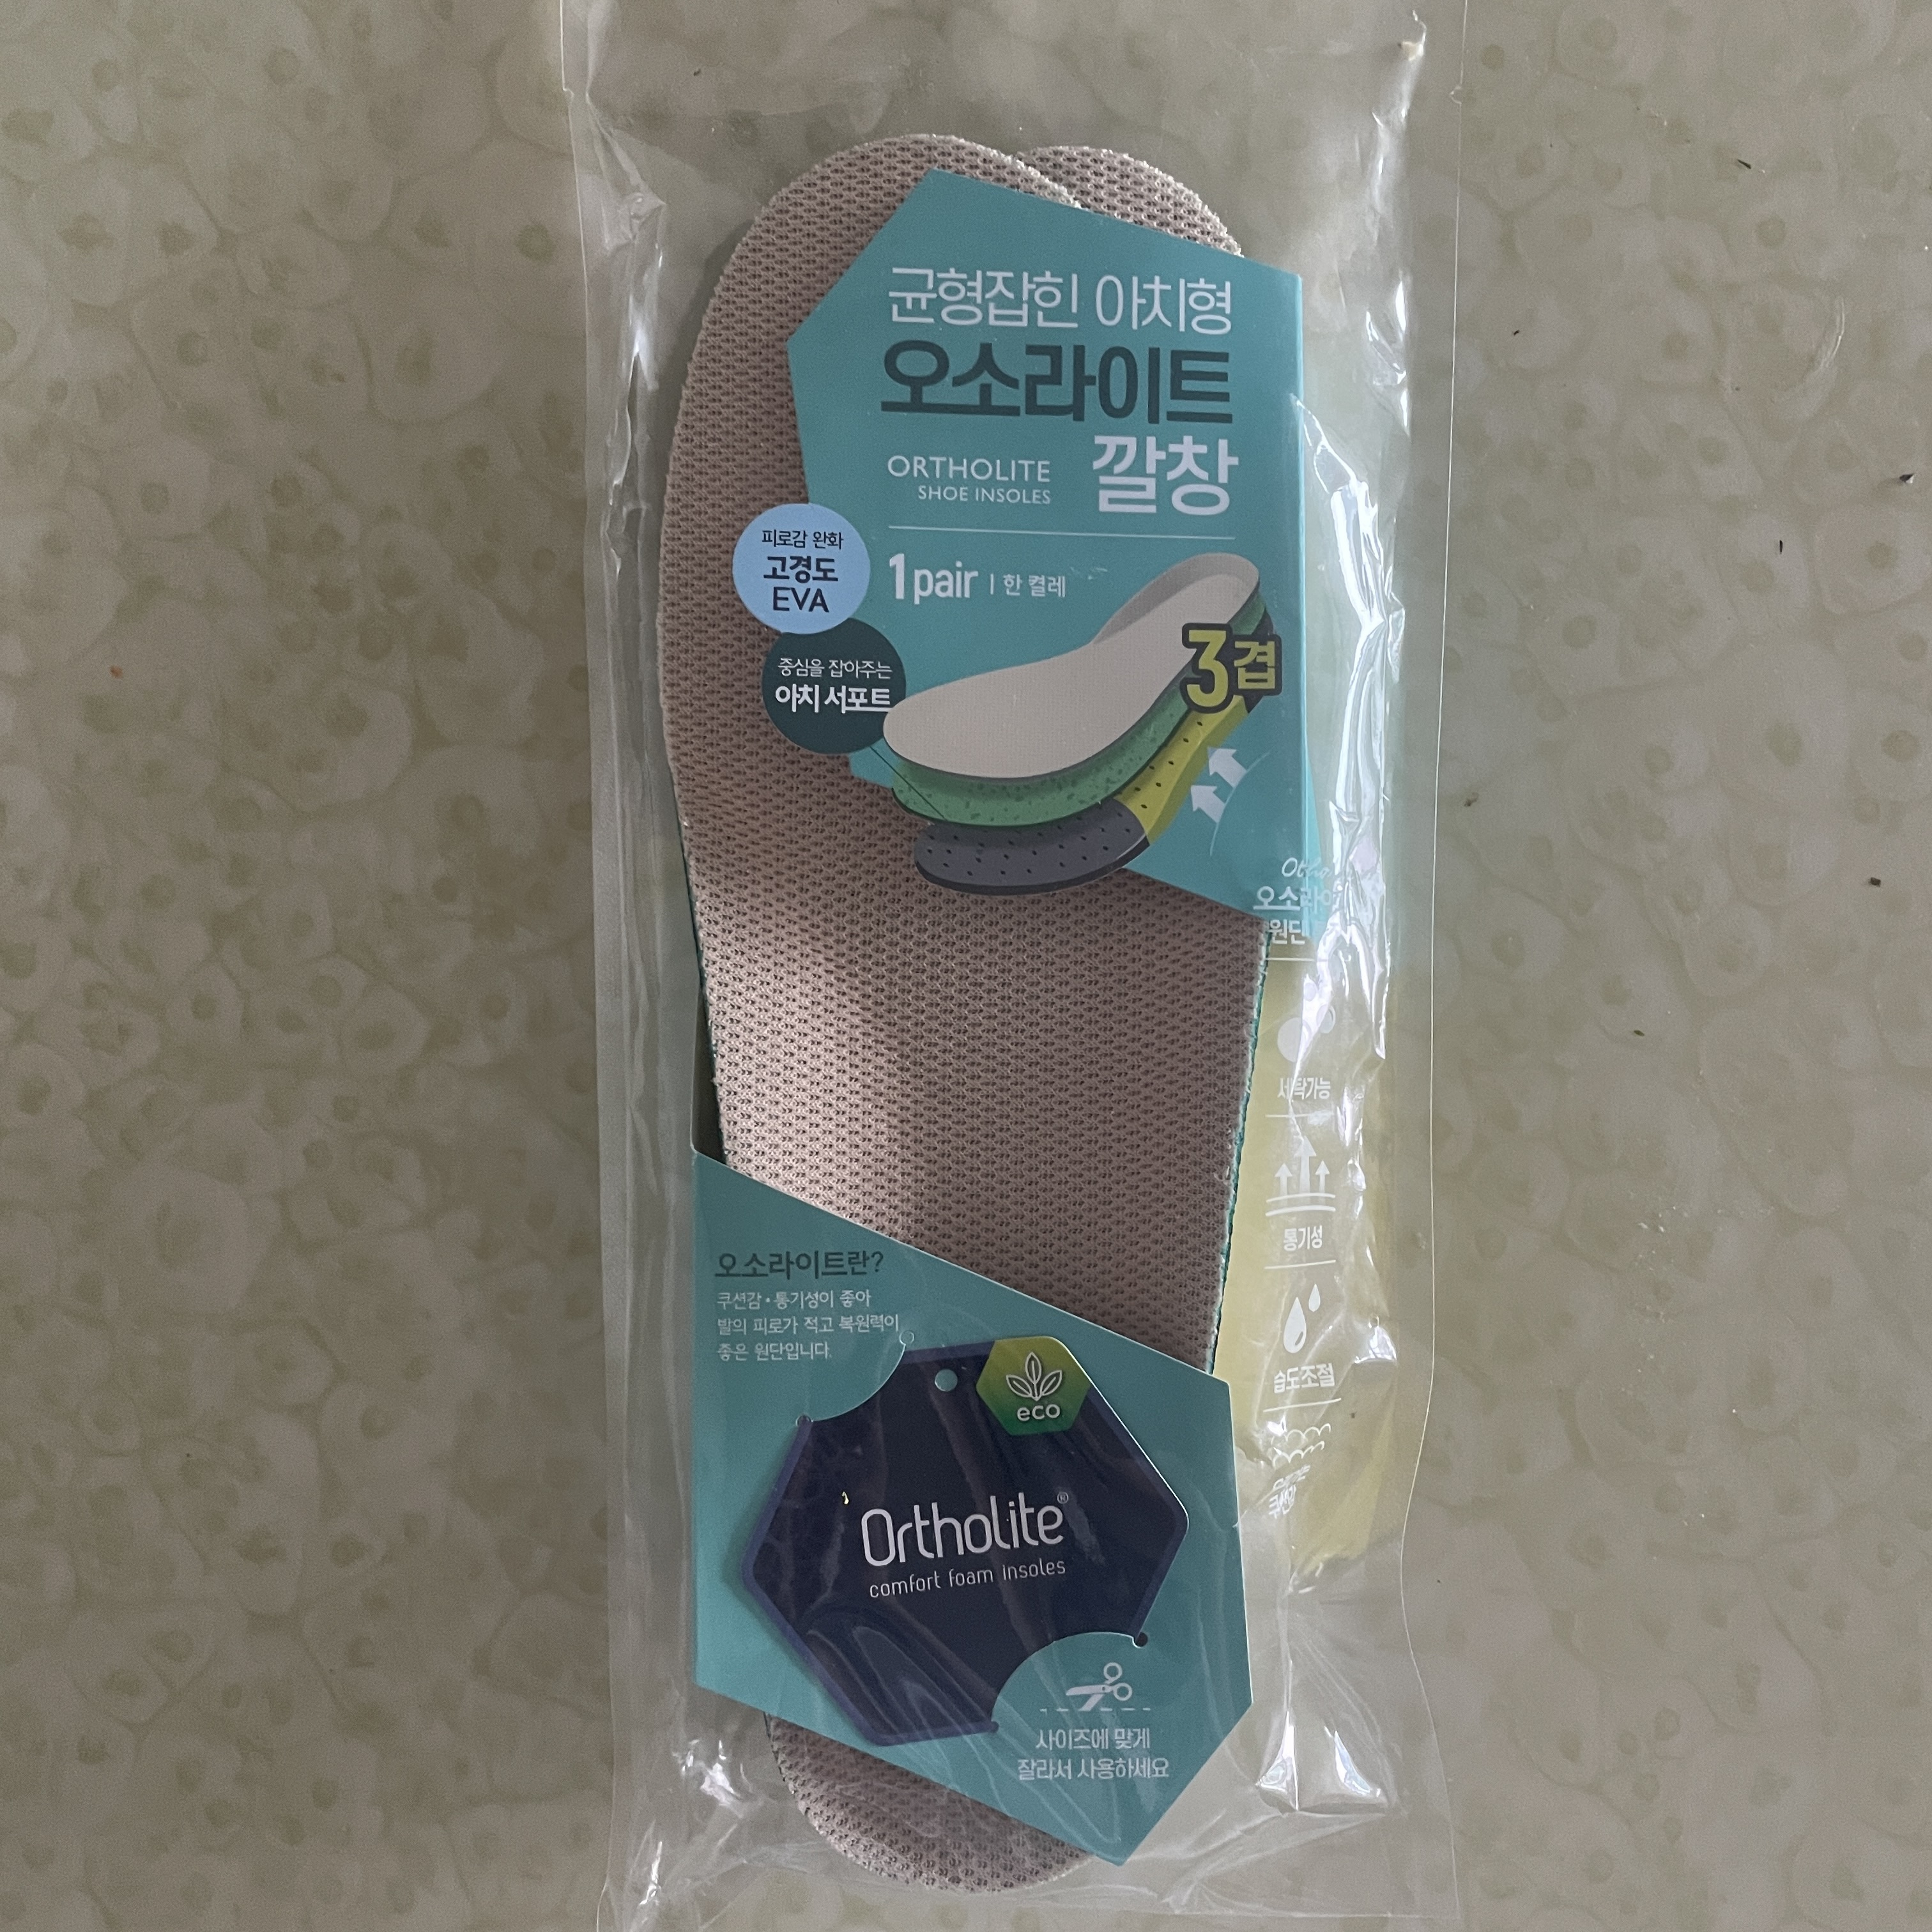 균형잡힌 아치형
오소라이트
ORTHOLITE
SHOE INSOLES
깔창
1pair | 한 켤레
피로감 완화
고경도
EVA
중심을 잡아주는
아치 서포트
3겹
원단
세탁가능
통기성
습도조절
쿠션감
오소라이트란?
쿠션감•통기성이 좋아
발의 피로가 적고 복원력이
좋은 원단입니다.
eco
Ortholite®
comfort foam insoles
사이즈에 맞게
잘라서 사용하세요